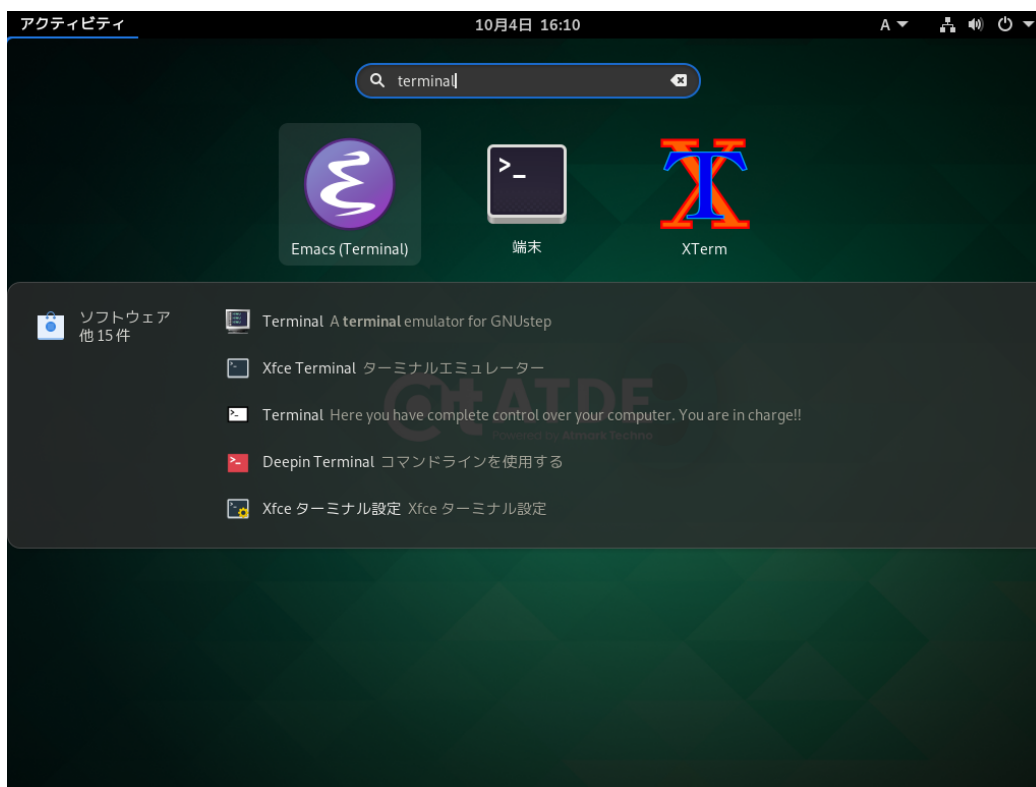 アクティビティ
10月4日 16:10
A
terminal
Emacs (Terminal)
端末
XTerm
ソフトウェア
他 15 件
Terminal A terminal emulator for GNUstep
Xfce Terminal ターミナルエミュレーター
Terminal Here you have complete control over your computer. You are in charge!!
Deepin Terminal コマンドラインを使用する
Xfce ターミナル設定 Xfce ターミナル設定
ATDE
Powered by Atmark Techno